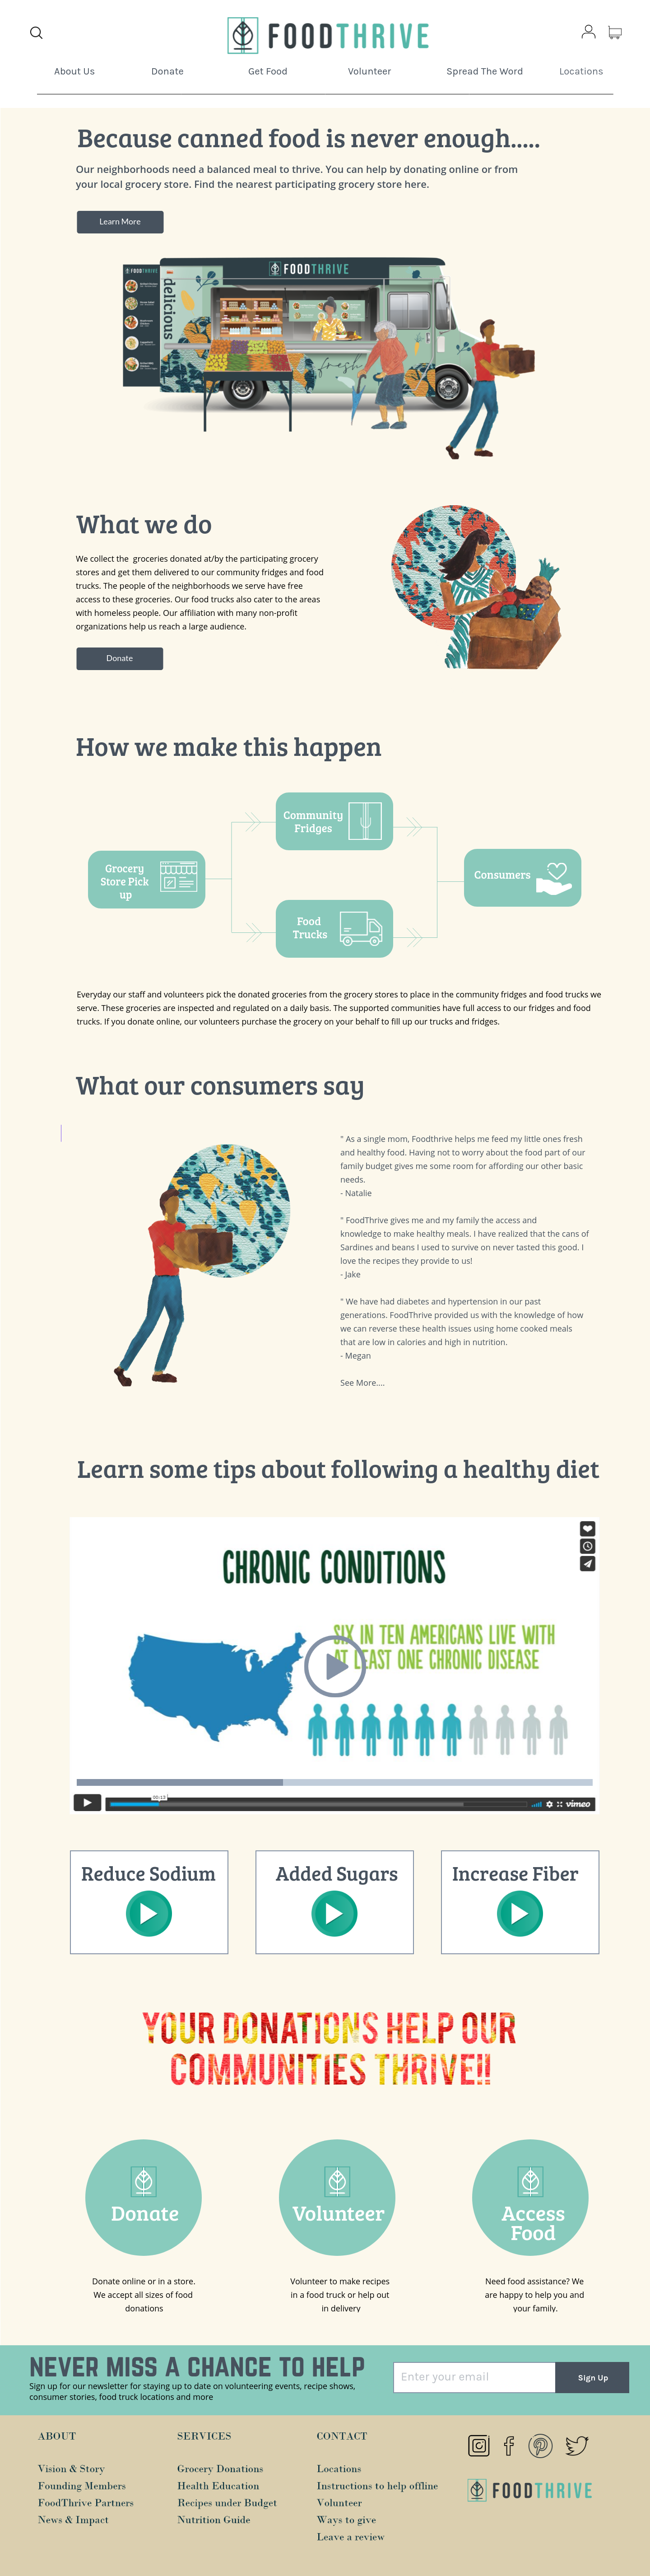 FOODTHRIVE
About Us
Donate
Get Food
Volunteer
Spread The Word
Locations
Because canned food is never enough.....
Our neighborhoods need a balanced meal to thrive. You can help by donating online or from
your local grocery store. Find the nearest participating grocery store here.
Learn More
FOODTHRIVE
FOODTHRIVE
delicious
fresh
What we do
We collect the groceries donated at/by the participating grocery
stores and get them delivered to our community fridges and food
trucks. The people of the neighborhoods we serve have free
access to these groceries. Our food trucks also cater to the areas
with homeless people. Our affiliation with many non-profit
organizations help us reach a large audience.
Donate
How we make this happen
Grocery
Store Pick
up
Community
Fridges
Food
Trucks
Consumers
Everyday our staff and volunteers pick the donated groceries from the grocery stores to place in the community fridges and food trucks we
serve. These groceries are inspected and regulated on a daily basis. The supported communities have full access to our fridges and food
trucks. If you donate online, our volunteers purchase the grocery on your behalf to fill up our trucks and fridges.
What our consumers say
" As a single mom, Foodthrive helps me feed my little ones fresh
and healthy food. Having not to worry about the food part of our
family budget gives me some room for affording our other basic
needs.
- Natalie
" FoodThrive gives me and my family the access and
knowledge to make healthy meals. I have realized that the cans of
Sardines and beans I used to survive on never tasted this good. I
love the recipes they provide to us!
- Jake
" We have had diabetes and hypertension in our past
generations. FoodThrive provided us with the knowledge of how
we can reverse these health issues using home cooked meals
that are low in calories and high in nutrition.
- Megan
See More....
Learn some tips about following a healthy diet
CHRONIC CONDITIONS
SIX IN TEN AMERICANS LIVE WITH
AT LEAST ONE CHRONIC DISEASE
00:13
vimeo
Reduce Sodium
Added Sugars
Increase Fiber
YOUR DONATIONS HELP OUR
COMMUNITIES THRIVE!!
Donate
Volunteer
Access
Food
Donate online or in a store.
We accept all sizes of food
donations
Volunteer to make recipes
in a food truck or help out
in delivery
Need food assistance? We
are happy to help you and
your family.
NEVER MISS A CHANCE TO HELP
Sign up for our newsletter for staying up to date on volunteering events, recipe shows,
consumer stories, food truck locations and more
Enter your email
Sign Up
ABOUT
Vision & Story
Founding Members
FoodThrive Partners
News & Impact
SERVICES
Grocery Donations
Health Education
Recipes under Budget
Nutrition Guide
CONTACT
Locations
Instructions to help offline
Volunteer
Ways to give
Leave a review
FOODTHRIVE